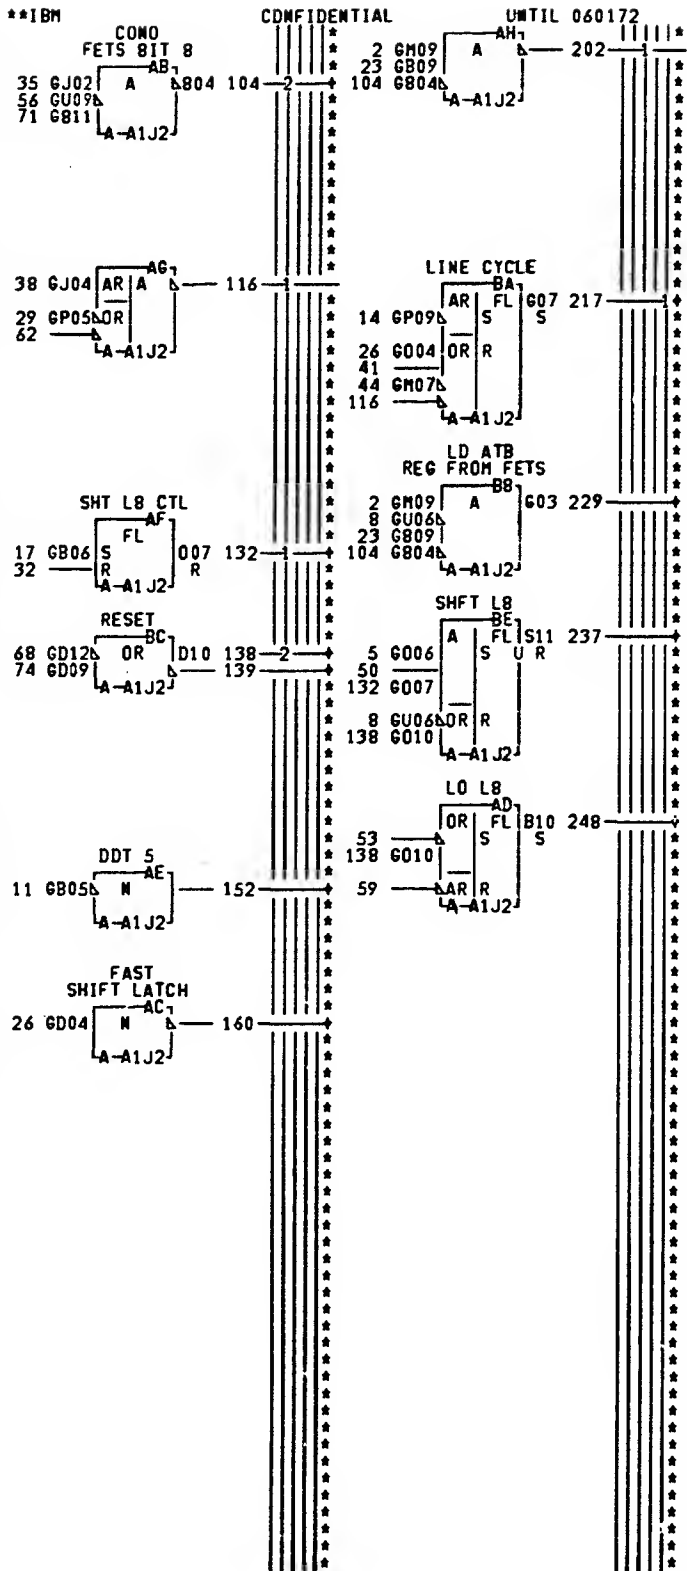 **IBM CONFIDENTIAL UNTIL 060172
COND
FETS 8IT 8
AB
35 GJ02 A 804 104 2
56 GU09
71 G811
A-A1J2
AG
38 GJ04 AR A 116 1
29 GP05 OR
62
A-A1J2
SHT L8 CTL
AF
FL
17 GB06 S 007 132 1
32 R R
A-A1J2
RESET
BC
68 GD12 OR D10 138 2
74 GD09 139
A-A1J2
DDT 5
AE
11 GB05 N 152
A-A1J2
FAST
SHIFT LATCH
AC
26 GD04 N 160
A-A1J2
AH
2 GM09 A 202 1
23 GB09
104 G804
A-A1J2
LINE CYCLE
BA
AR FL G07 217 1
14 GP09 S S
26 G004 OR R
41
44 GM07
116
A-A1J2
LD ATB
REG FROM FETS
B8
2 GM09 A G03 229
8 GU06
23 G809
104 G804
A-A1J2
SHFT L8
BE
A FL S11 237
5 G006 S U R
50
132 G007
8 GU06 OR R
138 G010
A-A1J2
LO L8
AD
OR FL B10 248
53 S S
138 G010
59 AR R
A-A1J2